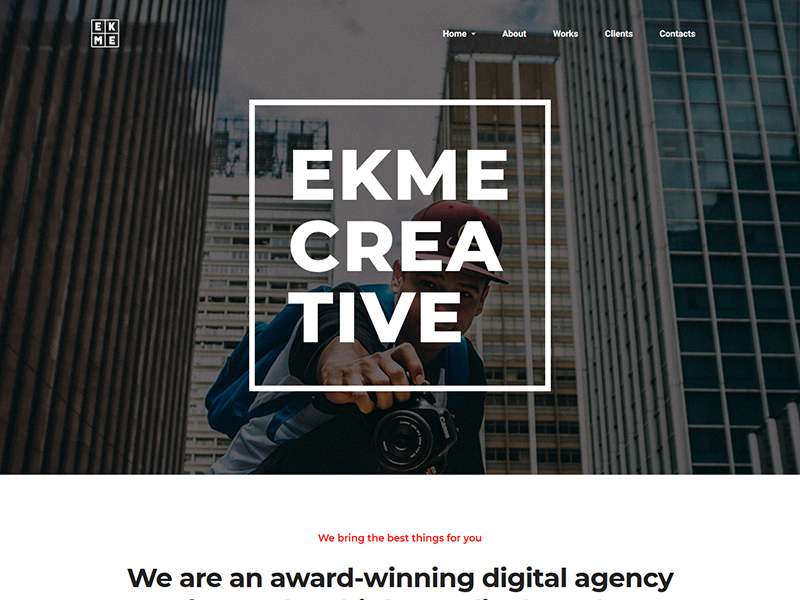 EK
ME
Home About Works Clients Contacts
EKME
CREA
TIVE
Canon
We bring the best things for you
We are an award-winning digital agency